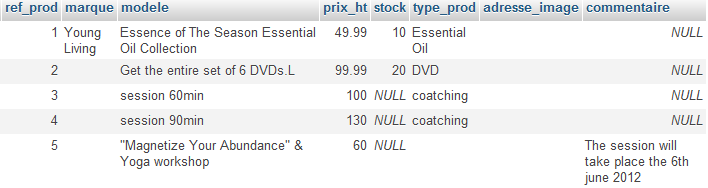 ref_prod marque modele prix_ht stock type_prod adresse_image commentaire
1 Young Living Essence of The Season Essential Oil Collection 49.99 10 Essential Oil NULL
2 Get the entire set of 6 DVDs.L 99.99 20 DVD NULL
3 session 60min 100 NULL coatching NULL
4 session 90min 130 NULL coatching NULL
5 "Magnetize Your Abundance" & Yoga workshop 60 NULL The session will take place the 6th june 2012